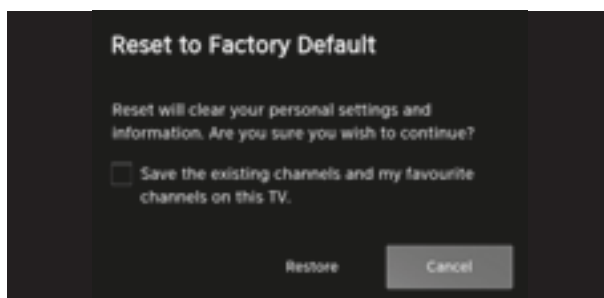 Reset to Factory Default
Reset will clear your personal settings and
information. Are you sure you wish to continue?
Save the existing channels and my favourite
channels on this TV.
Restore
Cancel